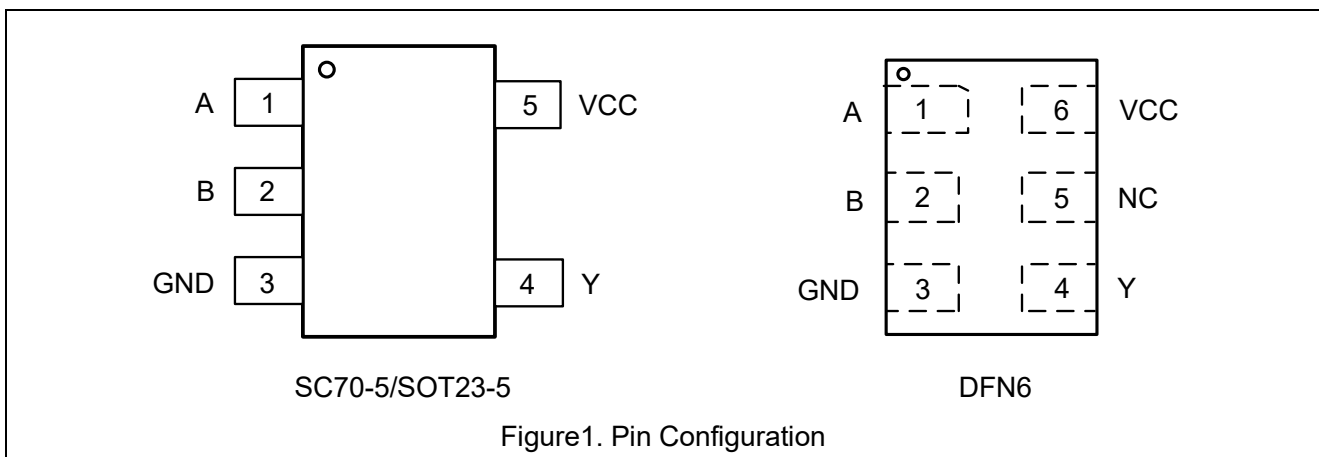 A 1 5 VCC
B 2
GND 3 4 Y
SC70-5/SOT23-5
A 1 6 VCC
B 2 5 NC
GND 3 4 Y
DFN6
Figure1. Pin Configuration